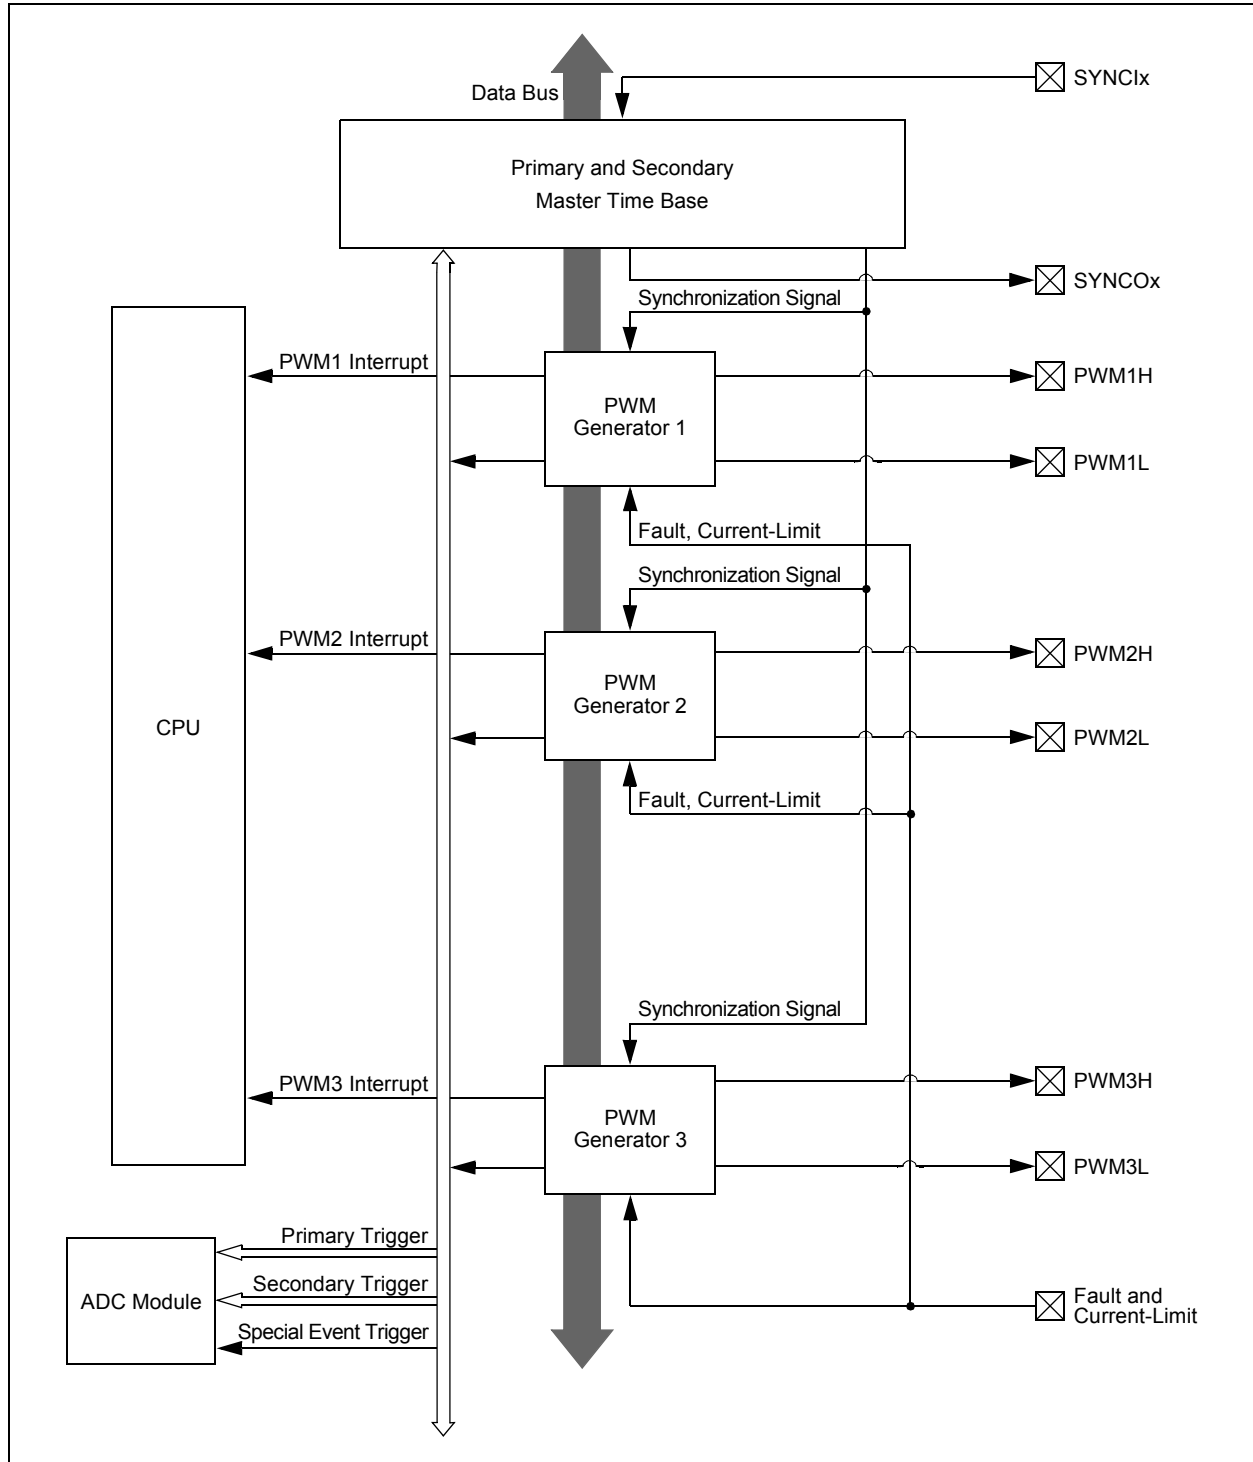 Data Bus
SYNCIx
Primary and Secondary
Master Time Base
SYNCOx
Synchronization Signal
PWM1 Interrupt
PWM
Generator 1
PWM1H
PWM1L
Fault, Current-Limit
Synchronization Signal
PWM2 Interrupt
PWM
Generator 2
PWM2H
PWM2L
CPU
Fault, Current-Limit
Synchronization Signal
PWM3 Interrupt
PWM
Generator 3
PWM3H
PWM3L
Primary Trigger
ADC Module
Secondary Trigger
Special Event Trigger
Fault and
Current-Limit